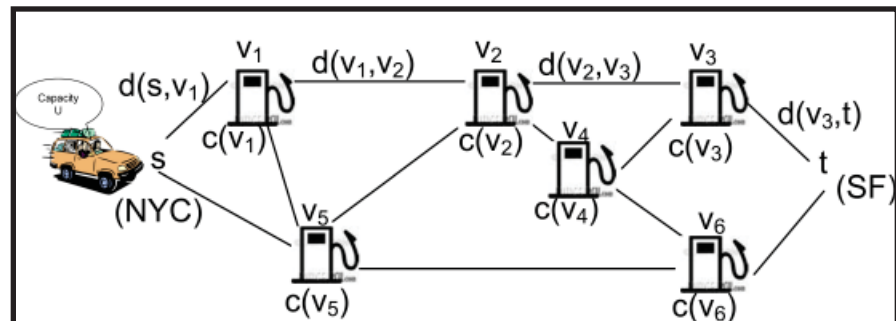 Capacity
U
s
(NYC)
d(s,v₁)
v₁
c(v₁)
d(v₁,v₂)
v₂
c(v₂)
d(v₂,v₃)
v₃
c(v₃)
d(v₃,t)
t
(SF)
v₄
c(v₄)
v₅
c(v₅)
v₆
c(v₆)